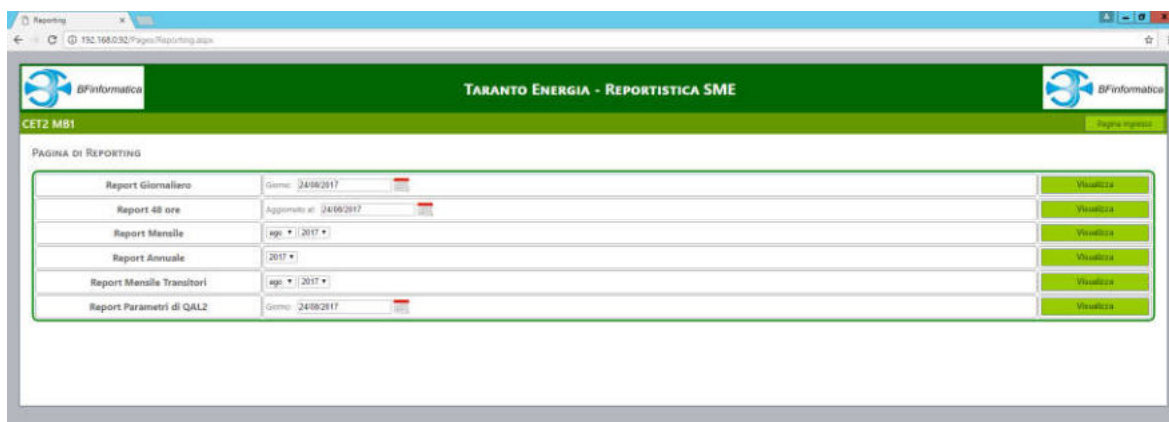 Reporting
192.168.0.92/Pages/Reporting.aspx
BFinformatica
TARANTO ENERGIA - REPORTISTICA SME
BFinformatica
CET2 MB1
Pagina ingresso
PAGINA DI REPORTING
Report Giornaliero Giorno: 24/08/2017 Visualizza
Report 48 ore Aggiornato al: 24/08/2017 Visualizza
Report Mensile ago 2017 Visualizza
Report Annuale 2017 Visualizza
Report Mensile Transitori ago 2017 Visualizza
Report Parametri di QAL2 Giorno: 24/08/2017 Visualizza